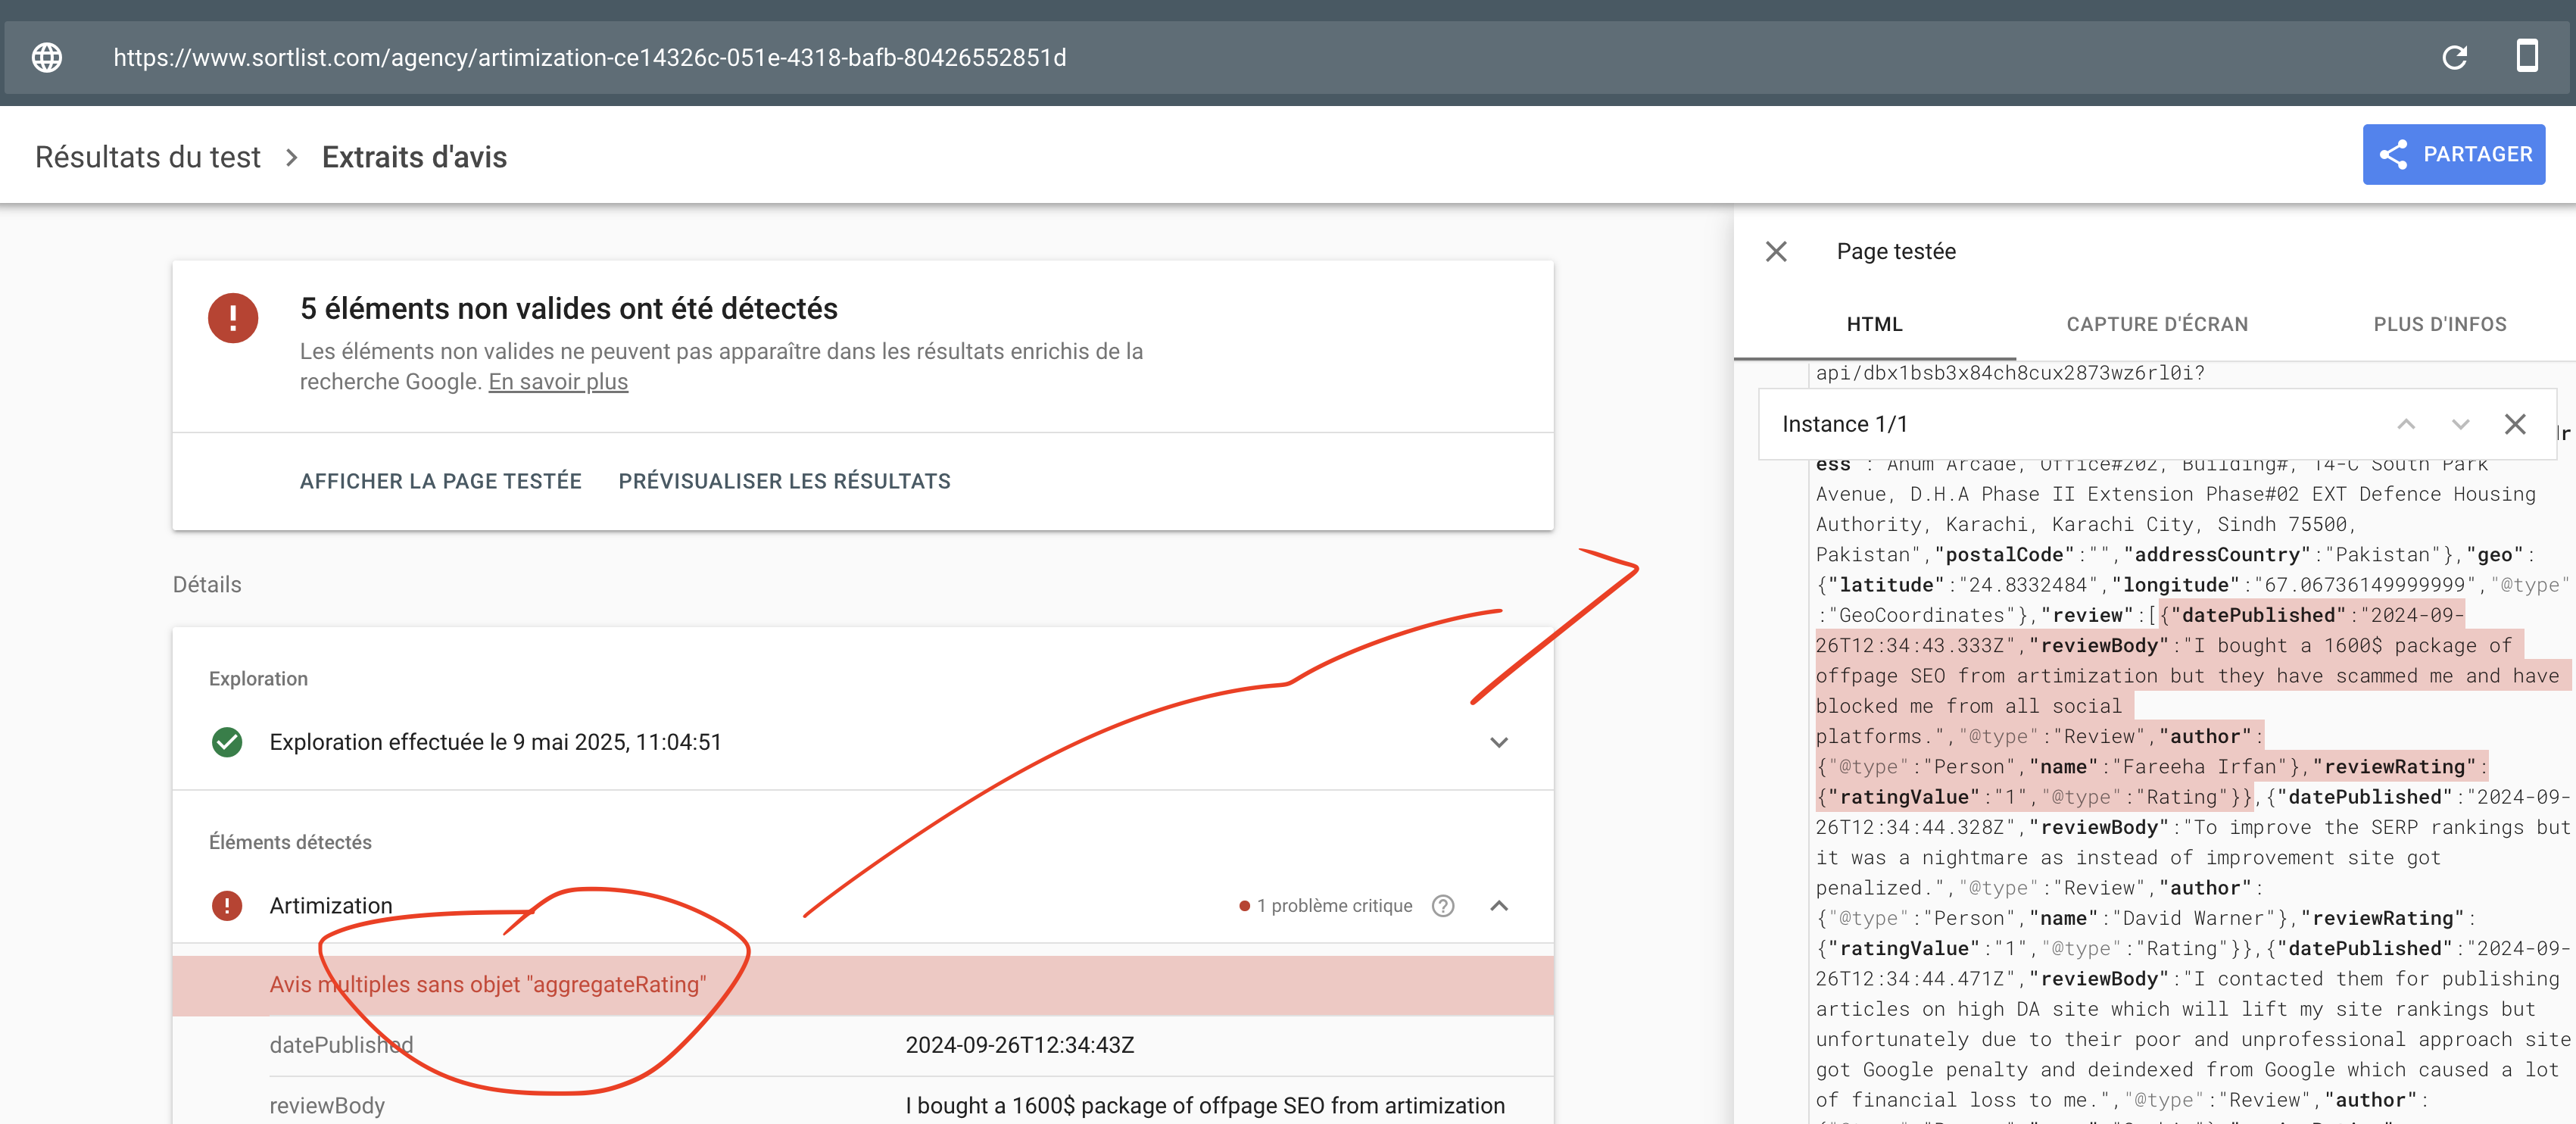 https://www.sortlist.com/agency/artimization-ce14326c-051e-4318-bafb-80426552851d
Résultats du test > Extraits d'avis
PARTAGER
5 éléments non valides ont été détectés
Les éléments non valides ne peuvent pas apparaître dans les résultats enrichis de la
recherche Google. En savoir plus
AFFICHER LA PAGE TESTÉE PRÉVISUALISER LES RÉSULTATS
Détails
Exploration
Exploration effectuée le 9 mai 2025, 11:04:51
Éléments détectés
Artimization
1 problème critique
Avis multiples sans objet "aggregateRating"
datePublished 2024-09-26T12:34:43Z
reviewBody I bought a 1600$ package of offpage SEO from artimization
Page testée
HTML CAPTURE D'ÉCRAN PLUS D'INFOS
api/dbx1bsb3x84ch8cux2873wz6rl0i?
Instance 1/1
ess": "Anum Arcade, Office#202, Building#, 14-C South Park
Avenue, D.H.A Phase II Extension Phase#02 EXT Defence Housing
Authority, Karachi, Karachi City, Sindh 75500,
Pakistan","postalCode":"","addressCountry":"Pakistan"},"geo":
{"latitude":"24.8332484","longitude":"67.06736149999999","@type"
:"GeoCoordinates"},"review":[{"datePublished":"2024-09-
26T12:34:43.333Z","reviewBody":"I bought a 1600$ package of
offpage SEO from artimization but they have scammed me and have
blocked me from all social
platforms.","@type":"Review","author":
{"@type":"Person","name":"Fareeha Irfan"},"reviewRating":
{"ratingValue":"1","@type":"Rating"}},{"datePublished":"2024-09-
26T12:34:44.328Z","reviewBody":"To improve the SERP rankings but
it was a nightmare as instead of improvement site got
penalized.","@type":"Review","author":
{"@type":"Person","name":"David Warner"},"reviewRating":
{"ratingValue":"1","@type":"Rating"}},{"datePublished":"2024-09-
26T12:34:44.471Z","reviewBody":"I contacted them for publishing
articles on high DA site which will lift my site rankings but
unfortunately due to their poor and unprofessional approach site
got Google penalty and deindexed from Google which caused a lot
of financial loss to me.","@type":"Review","author":